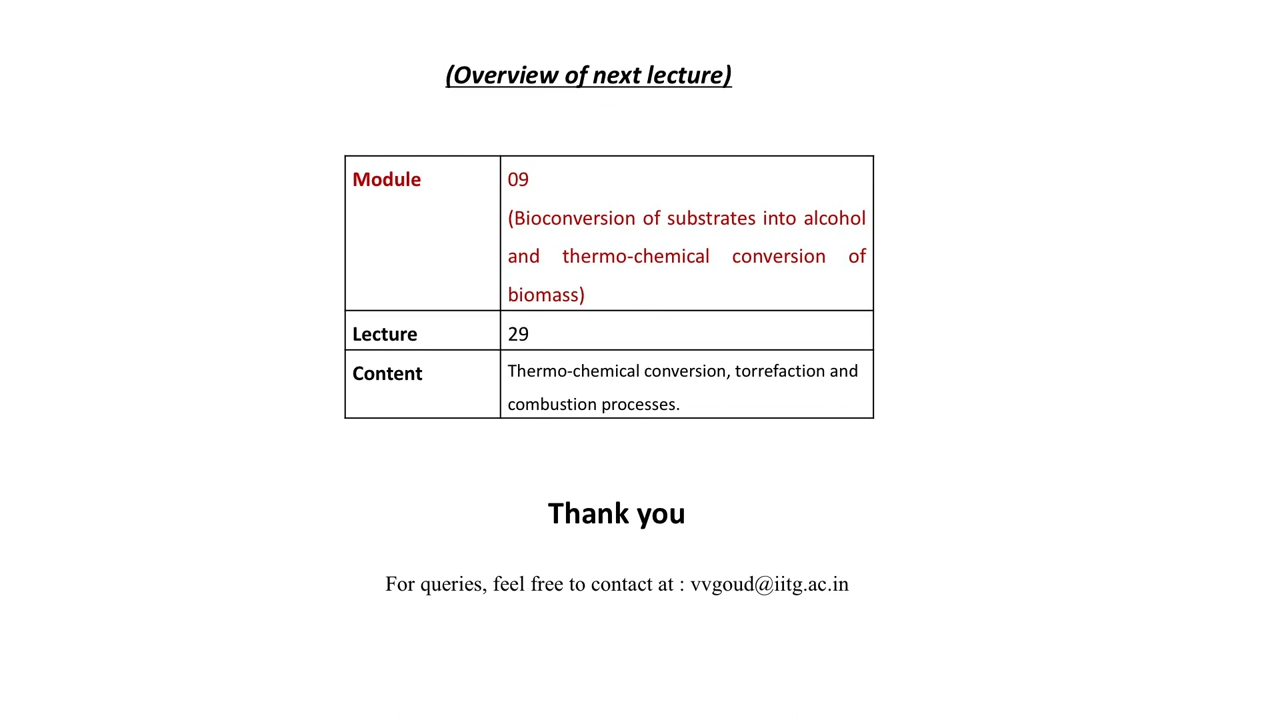 (Overview of next lecture)
Module
09
(Bioconversion of substrates into alcohol
and thermo-chemical conversion of
biomass)
Lecture
29
Content
Thermo-chemical conversion, torrefaction and
combustion processes.
Thank you
For queries, feel free to contact at : vvgoud@iitg.ac.in